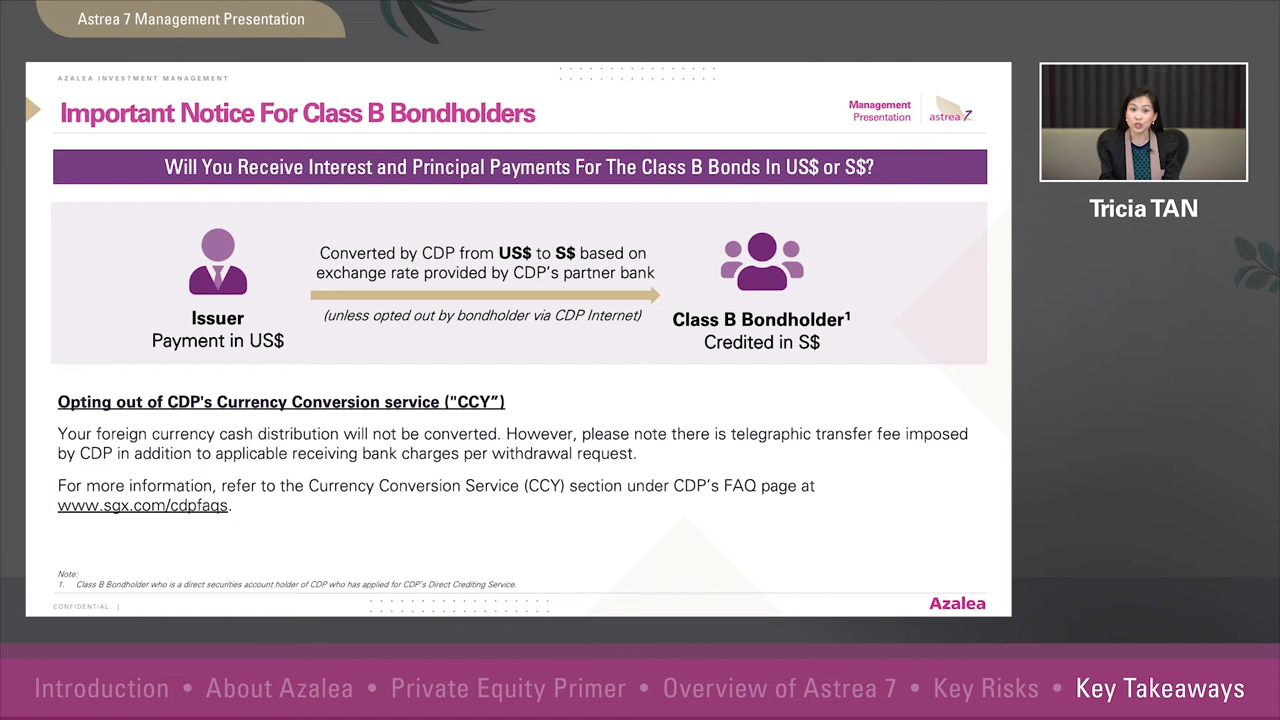 Astrea 7 Management Presentation
AZALEA INVESTMENT MANAGEMENT
Important Notice For Class B Bondholders
Management
Presentation
astrea 7
Will You Receive Interest and Principal Payments For The Class B Bonds In US$ or S$?
Converted by CDP from US$ to S$ based on
exchange rate provided by CDP's partner bank
(unless opted out by bondholder via CDP Internet)
Issuer
Payment in US$
Class B Bondholder¹
Credited in S$
Opting out of CDP's Currency Conversion service ("CCY”)
Your foreign currency cash distribution will not be converted. However, please note there is telegraphic transfer fee imposed
by CDP in addition to applicable receiving bank charges per withdrawal request.
For more information, refer to the Currency Conversion Service (CCY) section under CDP's FAQ page at
www.sgx.com/cdpfaqs.
Note:
1. Class B Bondholder who is a direct securities account holder of CDP who has applied for CDP's Direct Crediting Service.
CONFIDENTIAL. |
Azalea
Tricia TAN
Introduction • About Azalea • Private Equity Primer • Overview of Astrea 7 • Key Risks • Key Takeaways